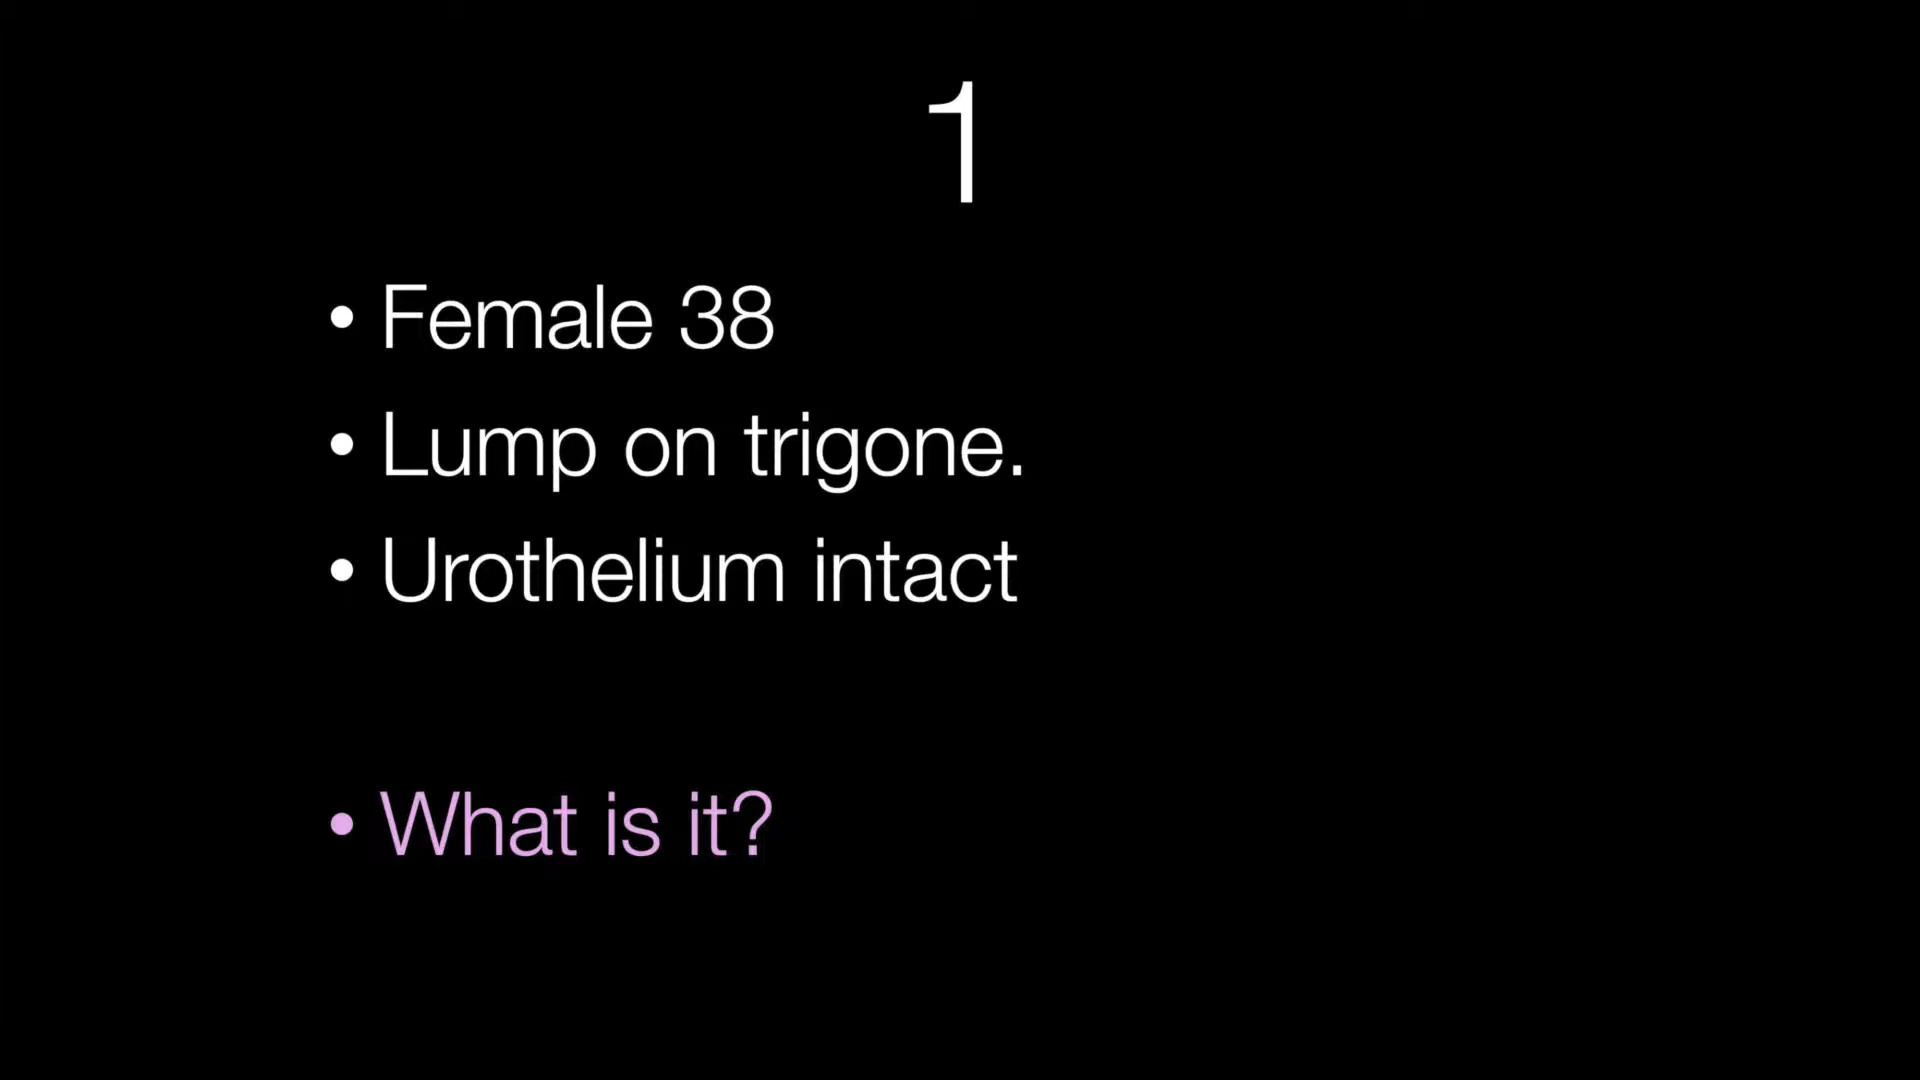 1
• Female 38
• Lump on trigone.
• Urothelium intact
• What is it?